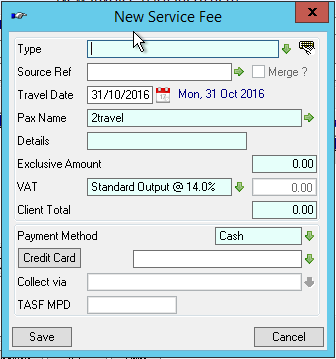 New Service Fee
X
Type
Source Ref
Merge ?
Travel Date 31/10/2016 Mon, 31 Oct 2016
Pax Name 2travel
Details
Exclusive Amount 0.00
VAT Standard Output @ 14.0% 0.00
Client Total 0.00
Payment Method Cash
Credit Card
Collect via
TASF MPD
Save Cancel